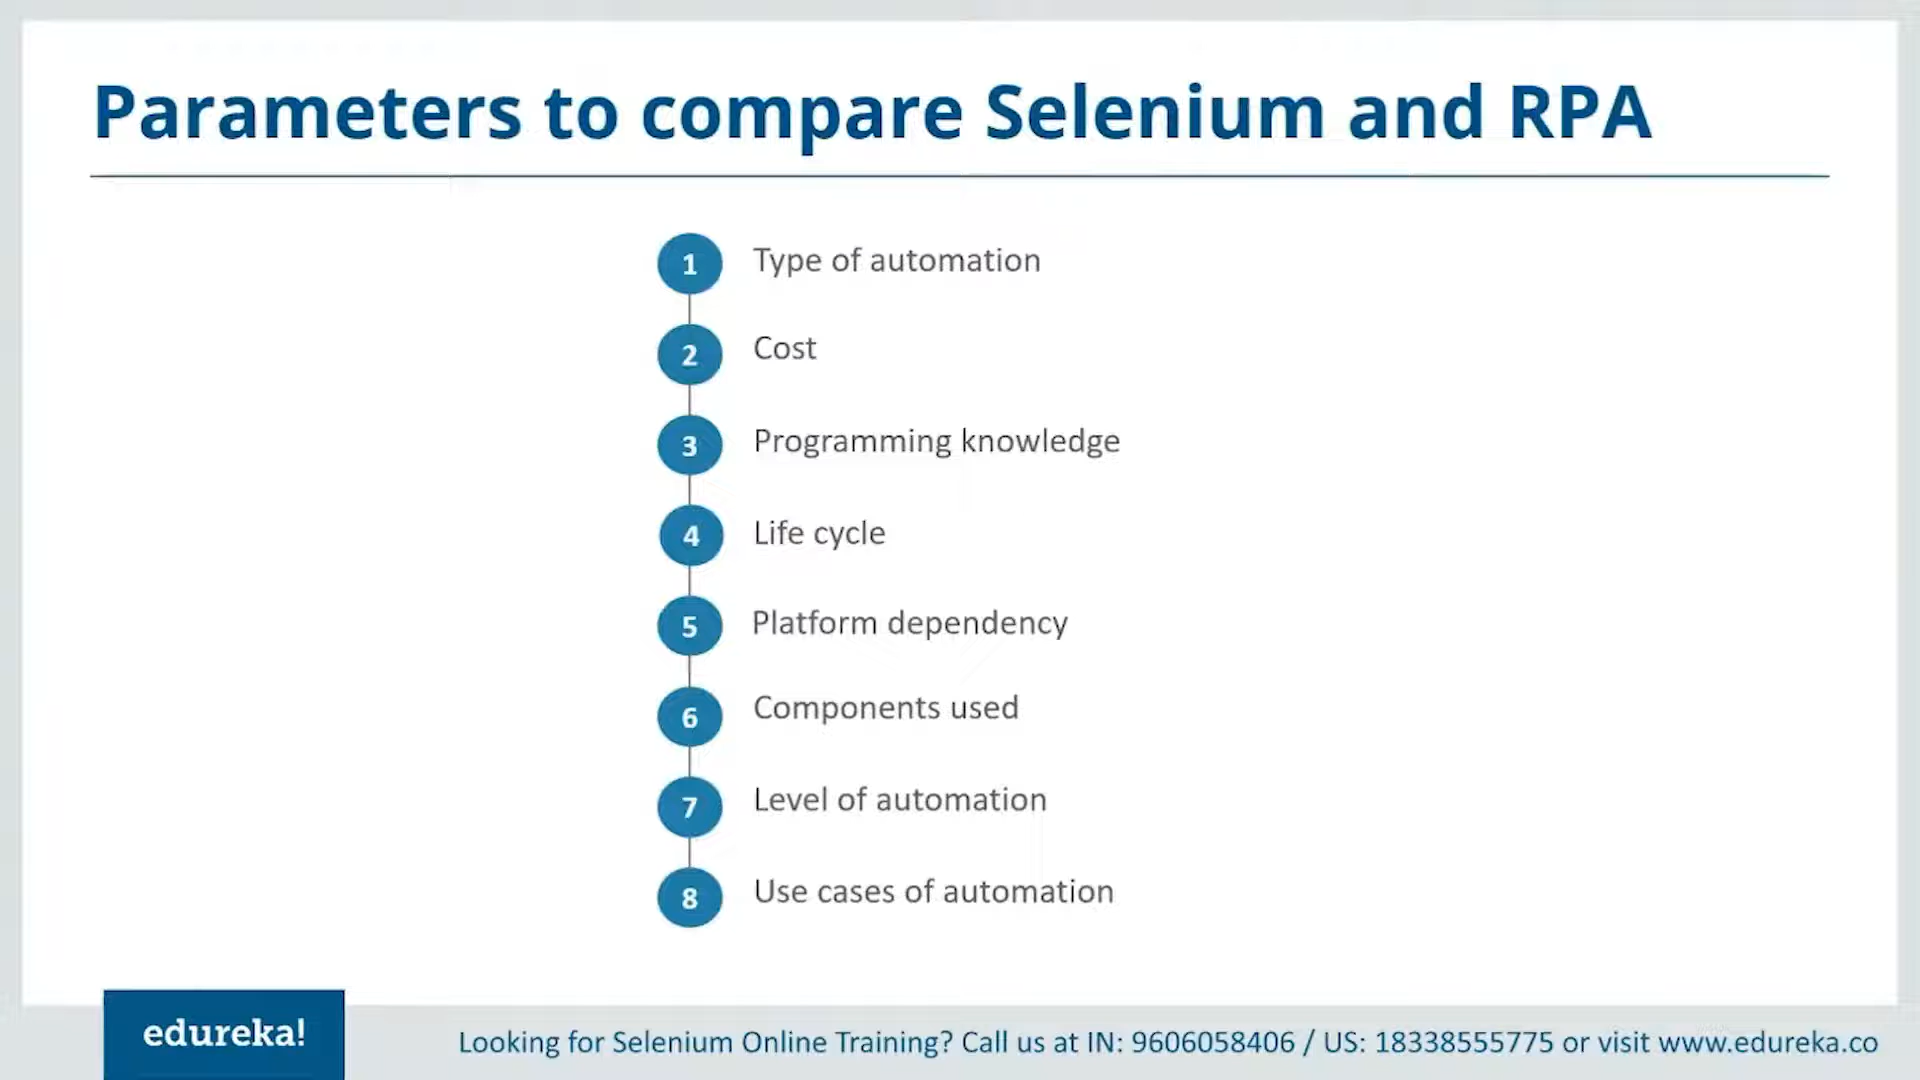 Parameters to compare Selenium and RPA
1 Type of automation
2 Cost
3 Programming knowledge
4 Life cycle
5 Platform dependency
6 Components used
7 Level of automation
8 Use cases of automation
edureka!
Looking for Selenium Online Training? Call us at IN: 9606058406 / US: 18338555775 or visit www.edureka.co